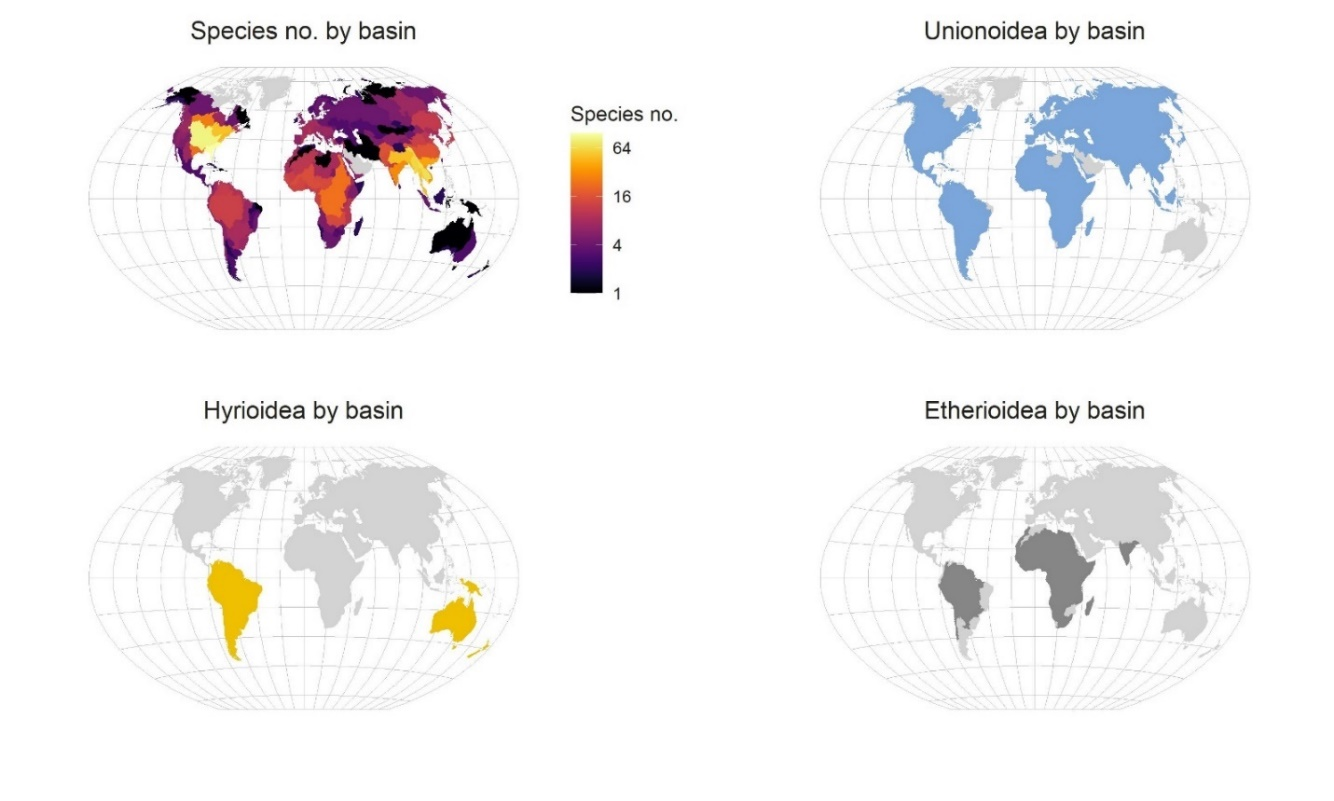 Species no. by basin
Unionoidea by basin
Species no.
64
16
4
1
Hyrioidea by basin
Etherioidea by basin